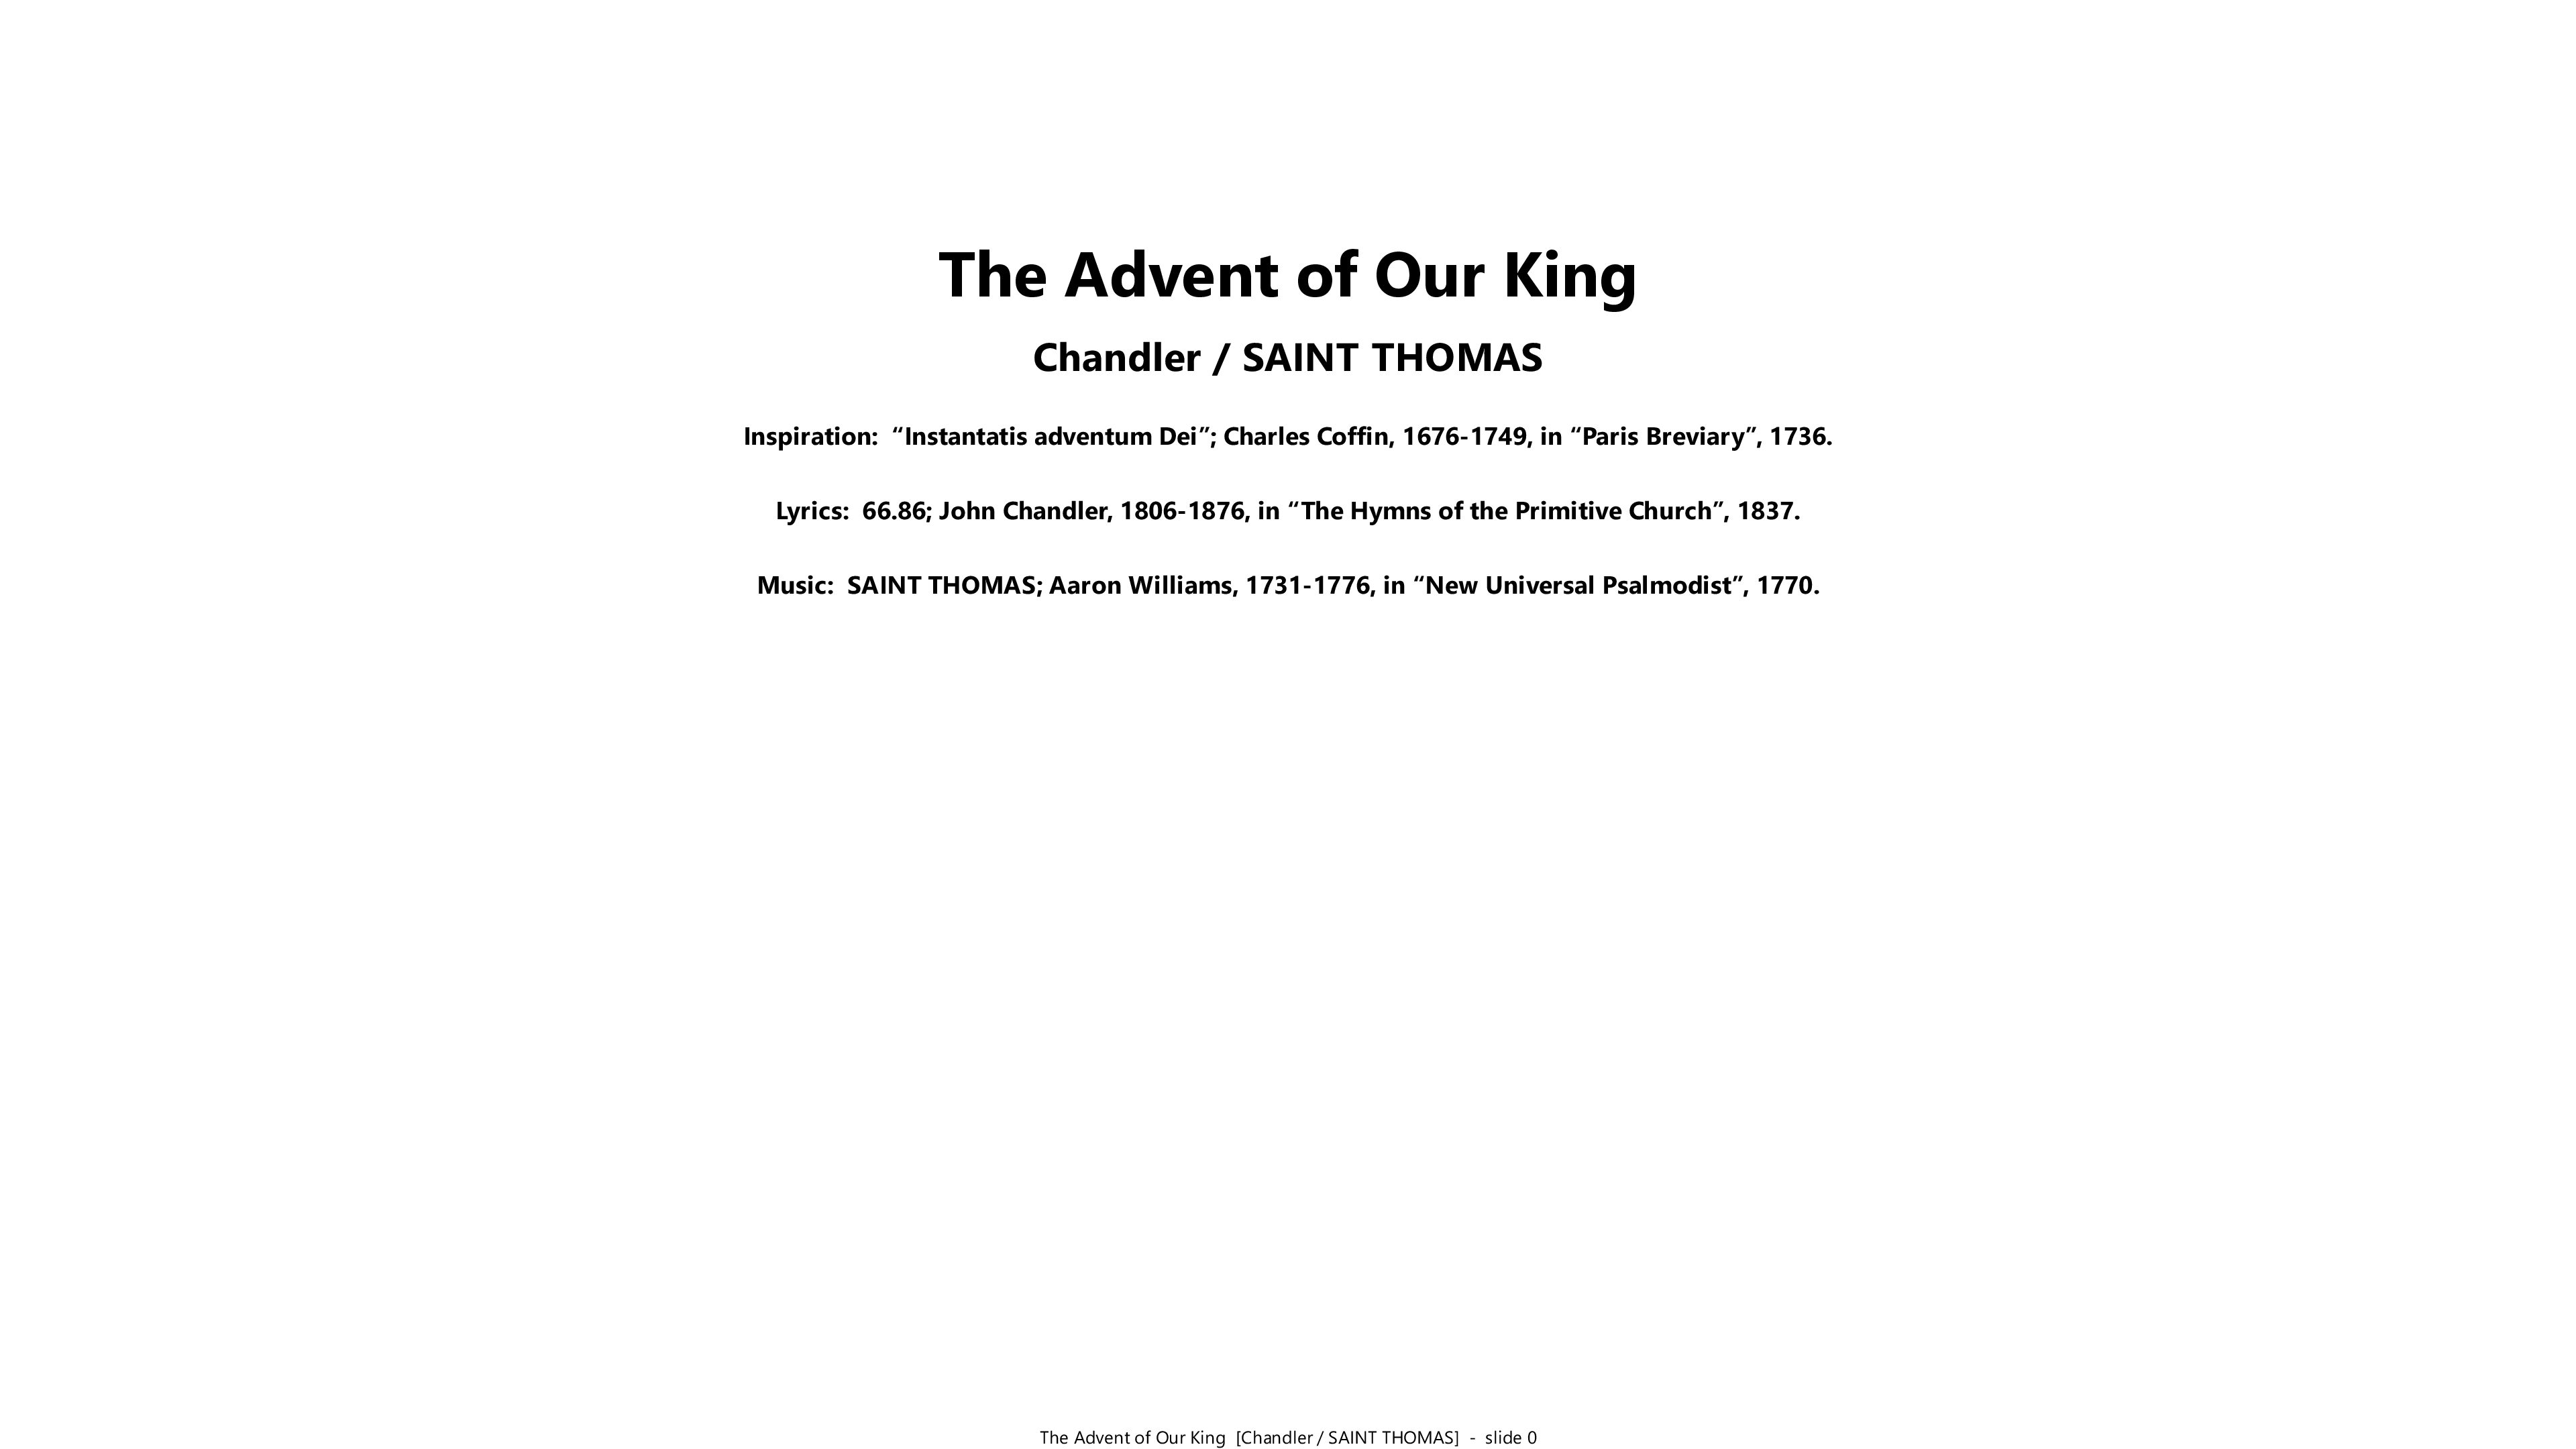 The Advent of Our King
Chandler / SAINT THOMAS
Inspiration:  “Instantatis adventum Dei”; Charles Coffin, 1676-1749, in “Paris Breviary”, 1736.
Lyrics:  66.86; John Chandler, 1806-1876, in “The Hymns of the Primitive Church”, 1837.
Music:  SAINT THOMAS; Aaron Williams, 1731-1776, in “New Universal Psalmodist”, 1770.
The Advent of Our King  [Chandler / SAINT THOMAS]  -  slide 0